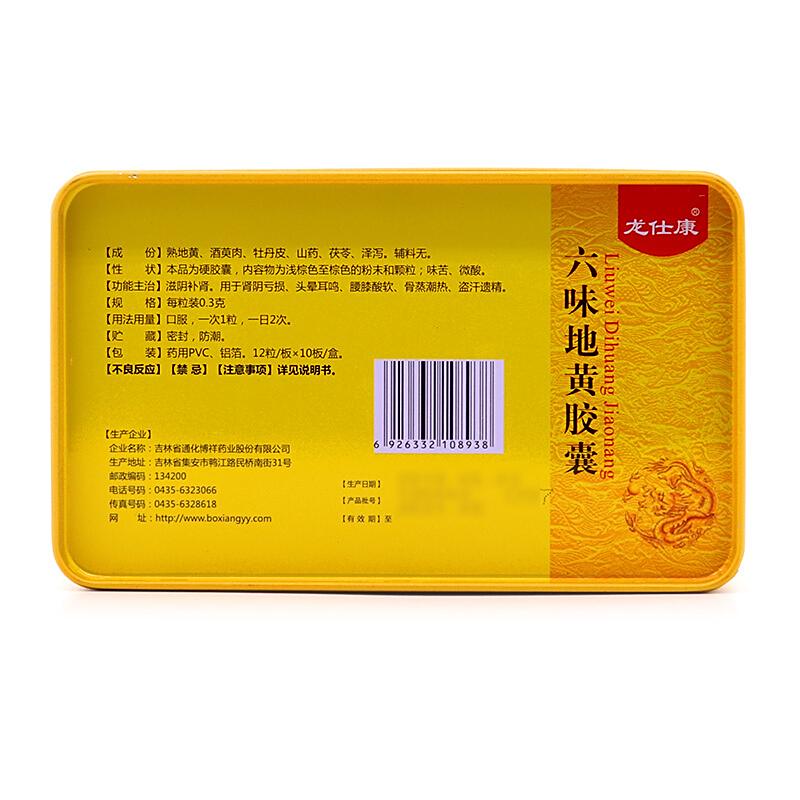 【成　份】熟地黄、酒萸肉、牡丹皮、山药、茯苓、泽泻。辅料无。
【性　状】本品为硬胶囊，内容物为浅棕色至棕色的粉末和颗粒；味苦、微酸。
【功能主治】滋阴补肾。用于肾阴亏损、头晕耳鸣、腰膝酸软、骨蒸潮热、盗汗遗精。
【规　格】每粒装0.3克
【用法用量】口服，一次1粒，一日2次。
【贮　藏】密封，防潮。
【包　装】药用PVC、铝箔。12粒/板×10板/盒。
【不良反应】【禁 忌】【注意事项】详见说明书。
6 926332 108938
【生产企业】
企业名称：吉林省通化博祥药业股份有限公司
生产地址：吉林省集安市鸭江路民桥南街31号
邮政编码：134200
电话号码：0435-6323066
传真号码：0435-6328618
网　址：http://www.boxiangyy.com
【生产日期】
【产品批号】
【有 效 期】至
龙仕康®
六味地黄胶囊
Liuwei Dihuang Jiaonang